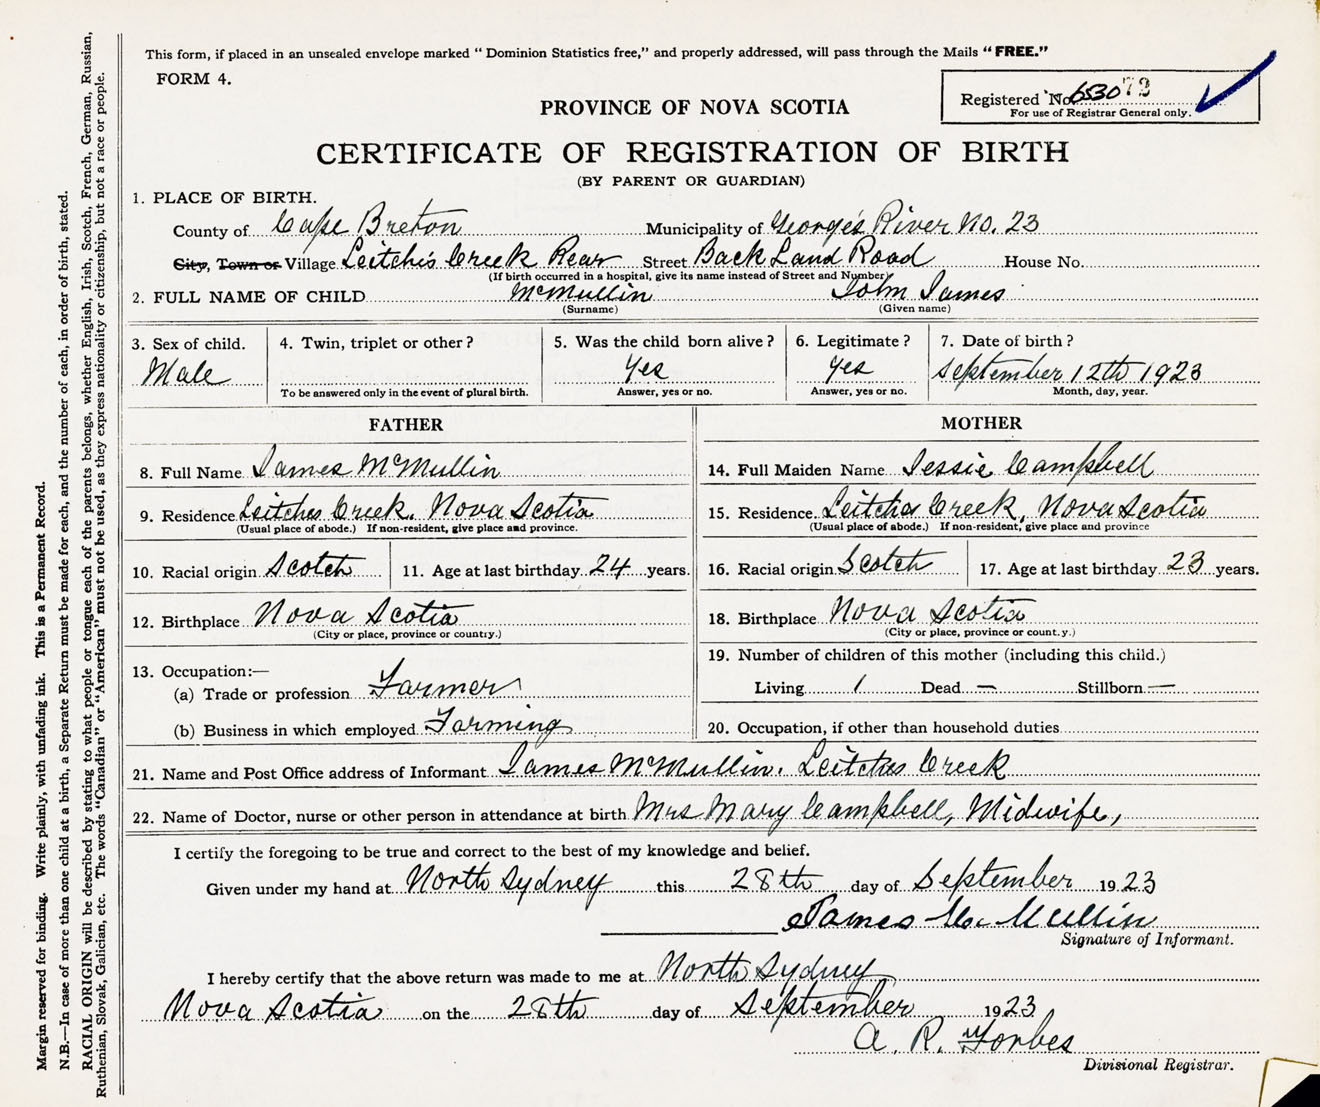 This form, if placed in an unsealed envelope marked "Dominion Statistics free," and properly addressed, will pass through the Mails "FREE."
FORM 4.
Registered No. 6530 72
For use of Registrar General only.
PROVINCE OF NOVA SCOTIA
CERTIFICATE OF REGISTRATION OF BIRTH
(BY PARENT OR GUARDIAN)
1. PLACE OF BIRTH.
County of Cape Breton Municipality of George's River No. 23
City, Town or Village Leitche's Creek Rear Street Back Land Road House No.
(If birth occurred in a hospital, give its name instead of Street and Number)
2. FULL NAME OF CHILD McMullin John James
(Surname) (Given name)
3. Sex of child. 4. Twin, triplet or other? 5. Was the child born alive? 6. Legitimate? 7. Date of birth?
Male Yes Yes September 12th 1923
To be answered only in the event of plural birth. Answer, yes or no. Answer, yes or no. Month, day, year.
FATHER
8. Full Name James McMullin
9. Residence Leitches Creek. Nova Scotia
(Usual place of abode.) If non-resident, give place and province.
10. Racial origin Scotch 11. Age at last birthday 24 years.
12. Birthplace Nova Scotia
(City or place, province or country.)
13. Occupation:—
(a) Trade or profession Farmer
(b) Business in which employed Farming
MOTHER
14. Full Maiden Name Jessie Campbell
15. Residence Leitches Creek, Nova Scotia
(Usual place of abode.) If non-resident, give place and province
16. Racial origin Scotch 17. Age at last birthday 23 years.
18. Birthplace Nova Scotia
(City or place, province or count.y.)
19. Number of children of this mother (including this child.)
Living 1 Dead — Stillborn —
20. Occupation, if other than household duties
21. Name and Post Office address of Informant James McMullin. Leitches Creek
22. Name of Doctor, nurse or other person in attendance at birth Mrs Mary Campbell, Midwife,
I certify the foregoing to be true and correct to the best of my knowledge and belief.
Given under my hand at North Sydney this 28th day of September 1923
James McMullin
Signature of Informant.
I hereby certify that the above return was made to me at North Sydney
Nova Scotia on the 28th day of September 1923
A. R. Forbes
Divisional Registrar.
Margin reserved for binding. Write plainly, with unfading ink. This is a Permanent Record.
N.B.—In case of more than one child at a birth, a Separate Return must be made for each, and the number of each, in order of birth, stated.
RACIAL ORIGIN will be described by stating to what people or tongue each of the parents belongs, whether English, Irish, Scotch, French, German, Russian,
Ruthenian, Slovak, Galician, etc. The words "Canadian" or "American" must not be used, as they express nationality or citizenship, but not a race or people.